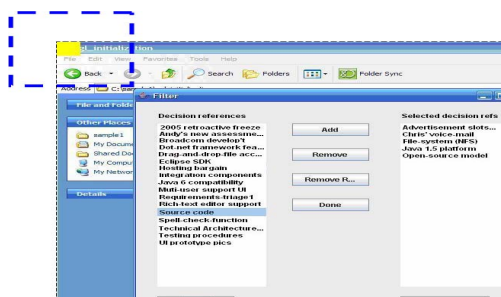 el_initialization
File Edit View Favorites Tools Help
Back Search Folders Folder Sync
Address C:\sam
Filter
File and Folde
Other Places
sample1
My Docume
Shared Doc
My Compu
My Networ
Details
Decision references
2005 retroactive freeze
Andy's new assessme...
Broadcom develop't
Dot.net framework fea...
Drag-and-drop-file acc...
Eclipse SDK
Hosting bargain
Integration components
Java 6 compatibility
Muti-user support UI
Requirements-triage1
Rich-text editor support
Source code
Spell-check-function
Technical Architecture...
Testing procedures
UI prototype pics
Add
Remove
Remove R...
Done
Selected decision refs
Advertisement slots...
Chris' voice-mail
File-system (NFS)
Java 1.5 platform
Open-source model